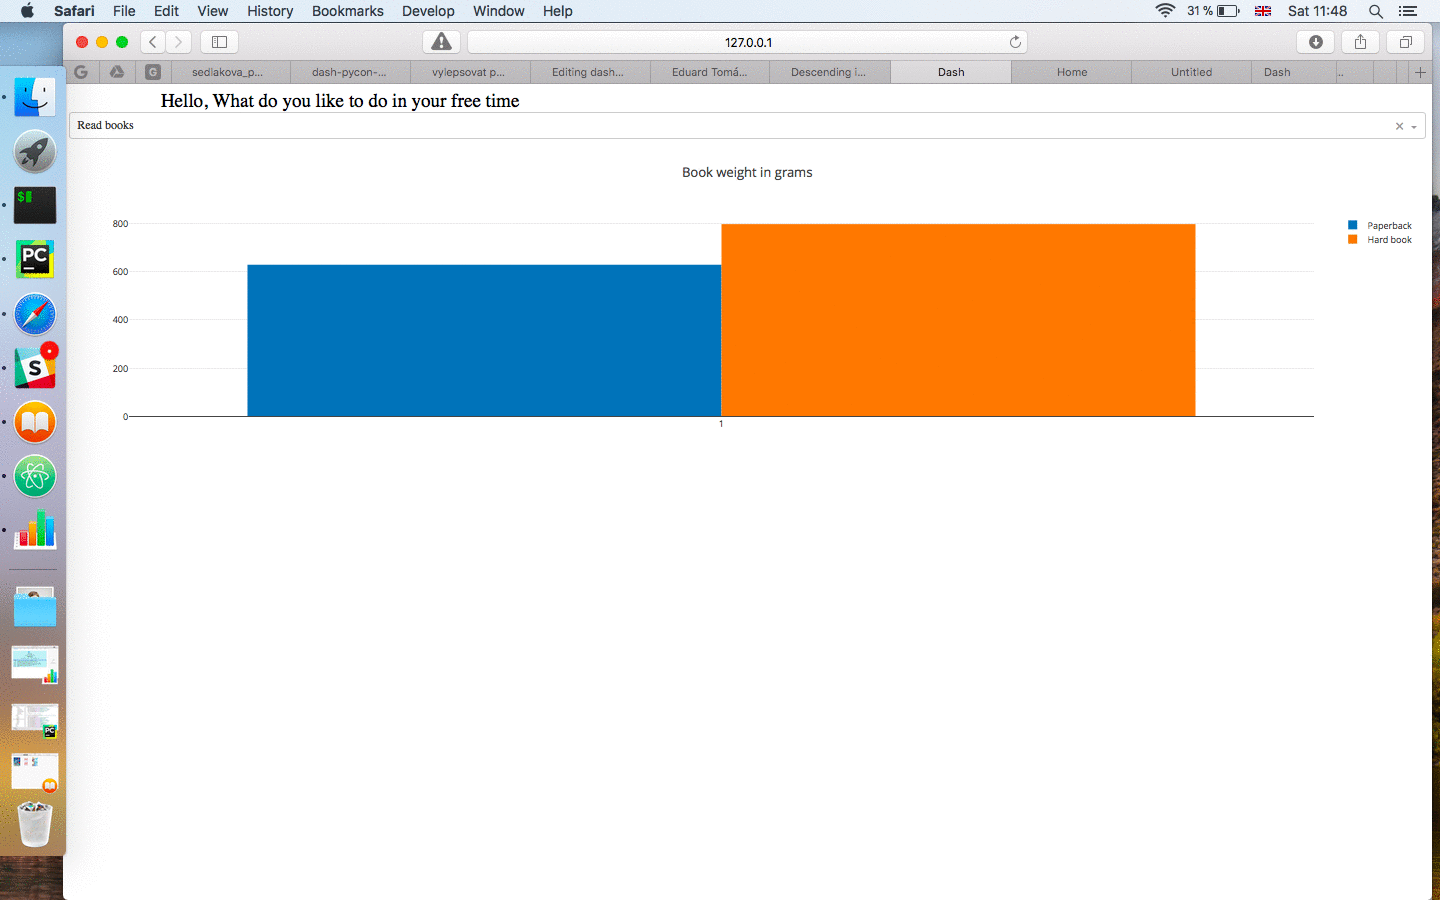 Safari File Edit View History Bookmarks Develop Window Help 31 % Sat 11:48
127.0.0.1
G G sedlakova_p... dash-pycon-... vylepsovat p... Editing dash... Eduard Tomá... Descending i... Dash Home Untitled Dash ..
Hello, What do you like to do in your free time
Read books
Book weight in grams
800
600
400
200
0
1
Paperback
Hard book
$
PC
S
PC